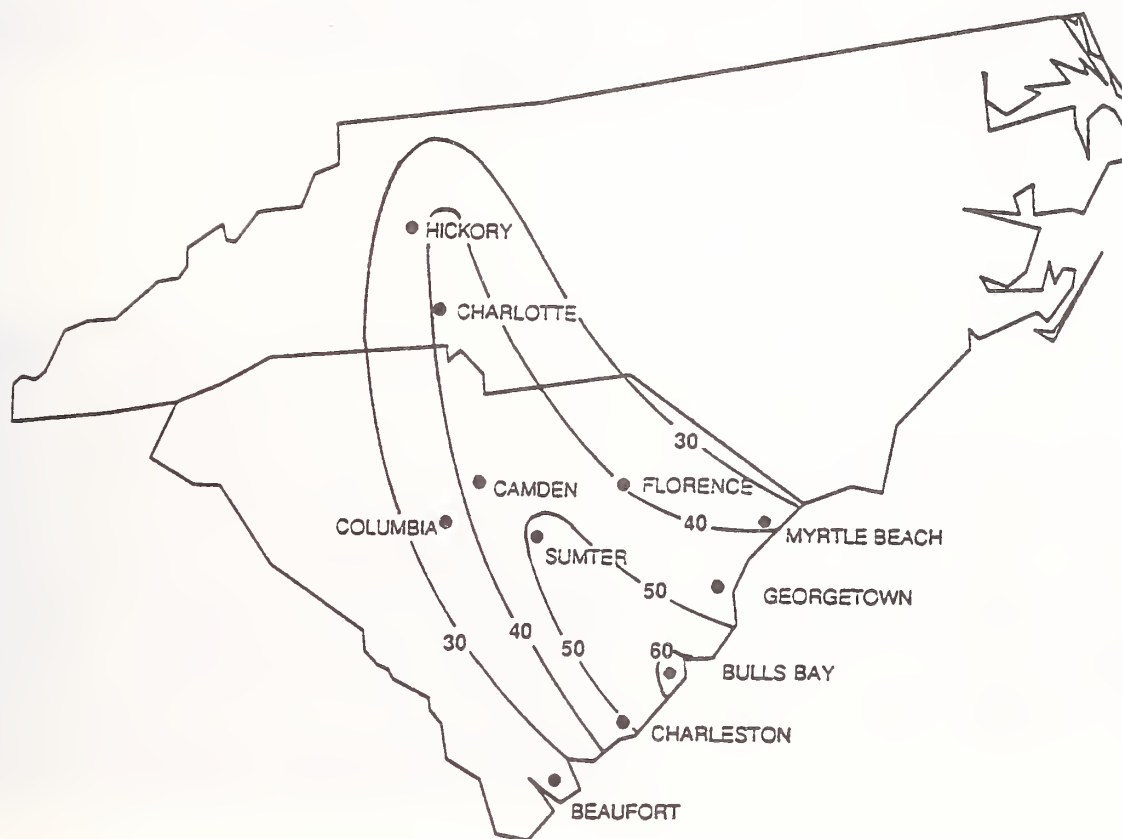 HICKORY
CHARLOTTE
30
CAMDEN
FLORENCE
COLUMBIA
40
MYRTLE BEACH
SUMTER
50
GEORGETOWN
30
40
50
60
BULLS BAY
CHARLESTON
BEAUFORT